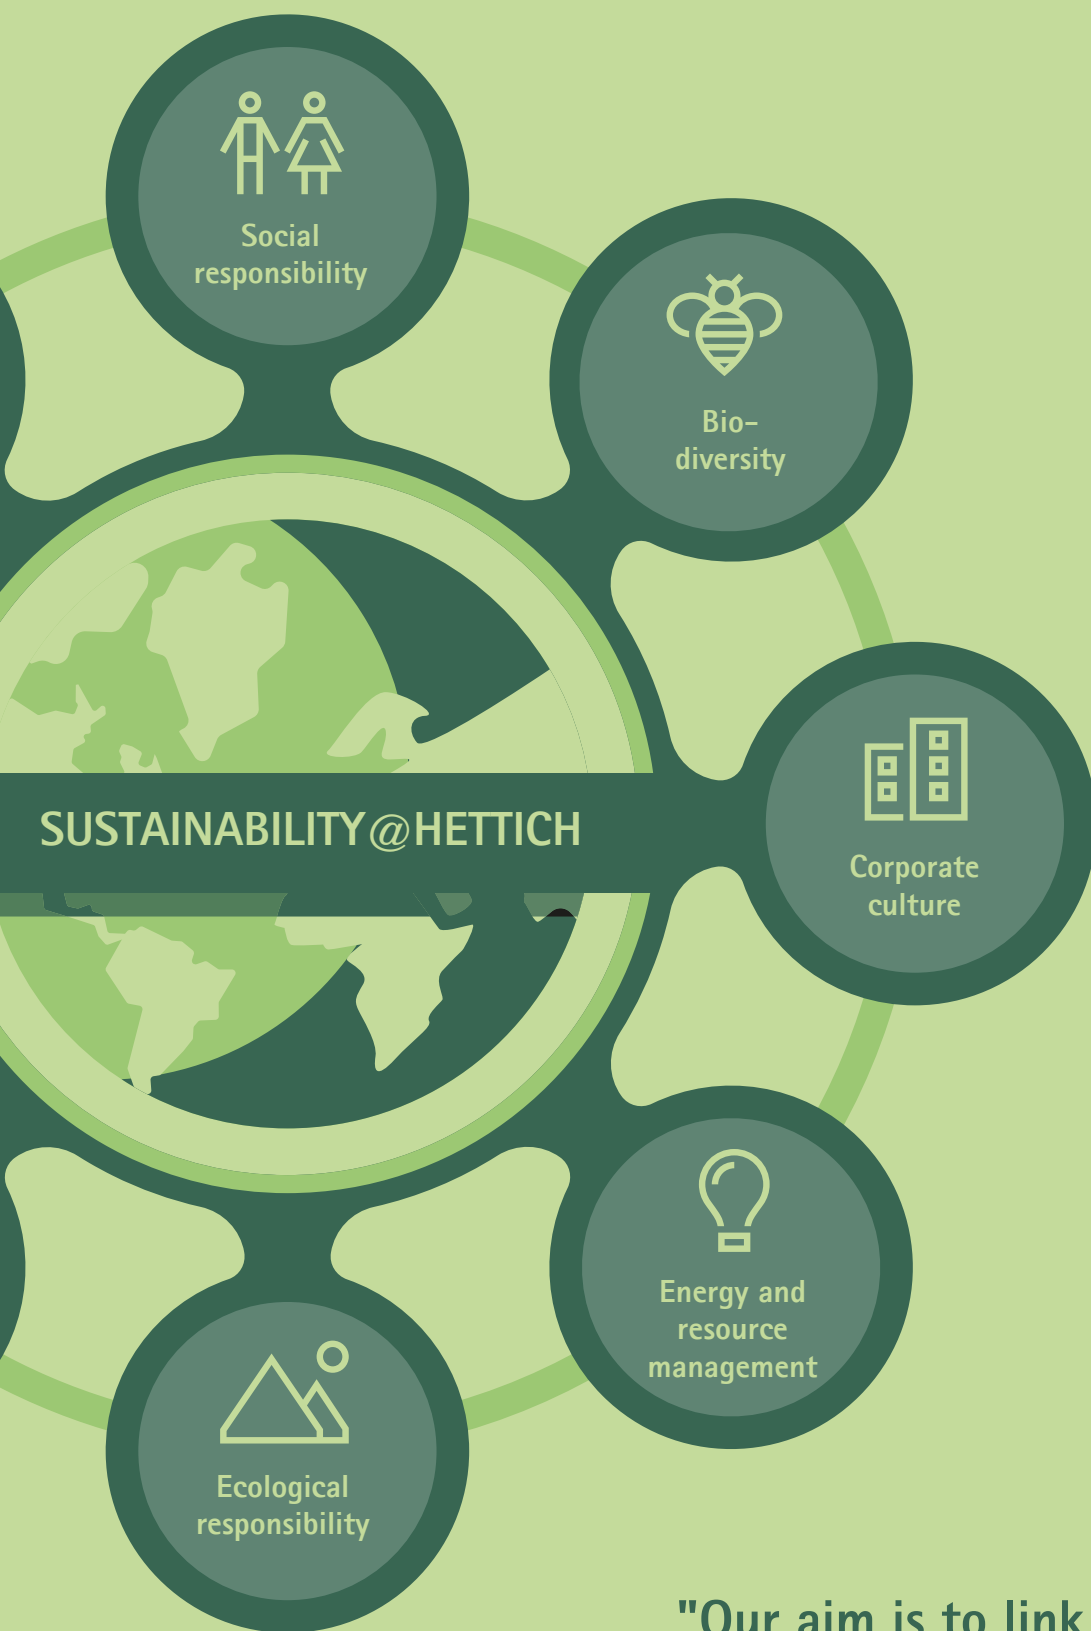 Social
responsibility
Bio-
diversity
SUSTAINABILITY@HETTICH
Corporate
culture
Energy and
resource
management
Ecological
responsibility
"Our aim is to link